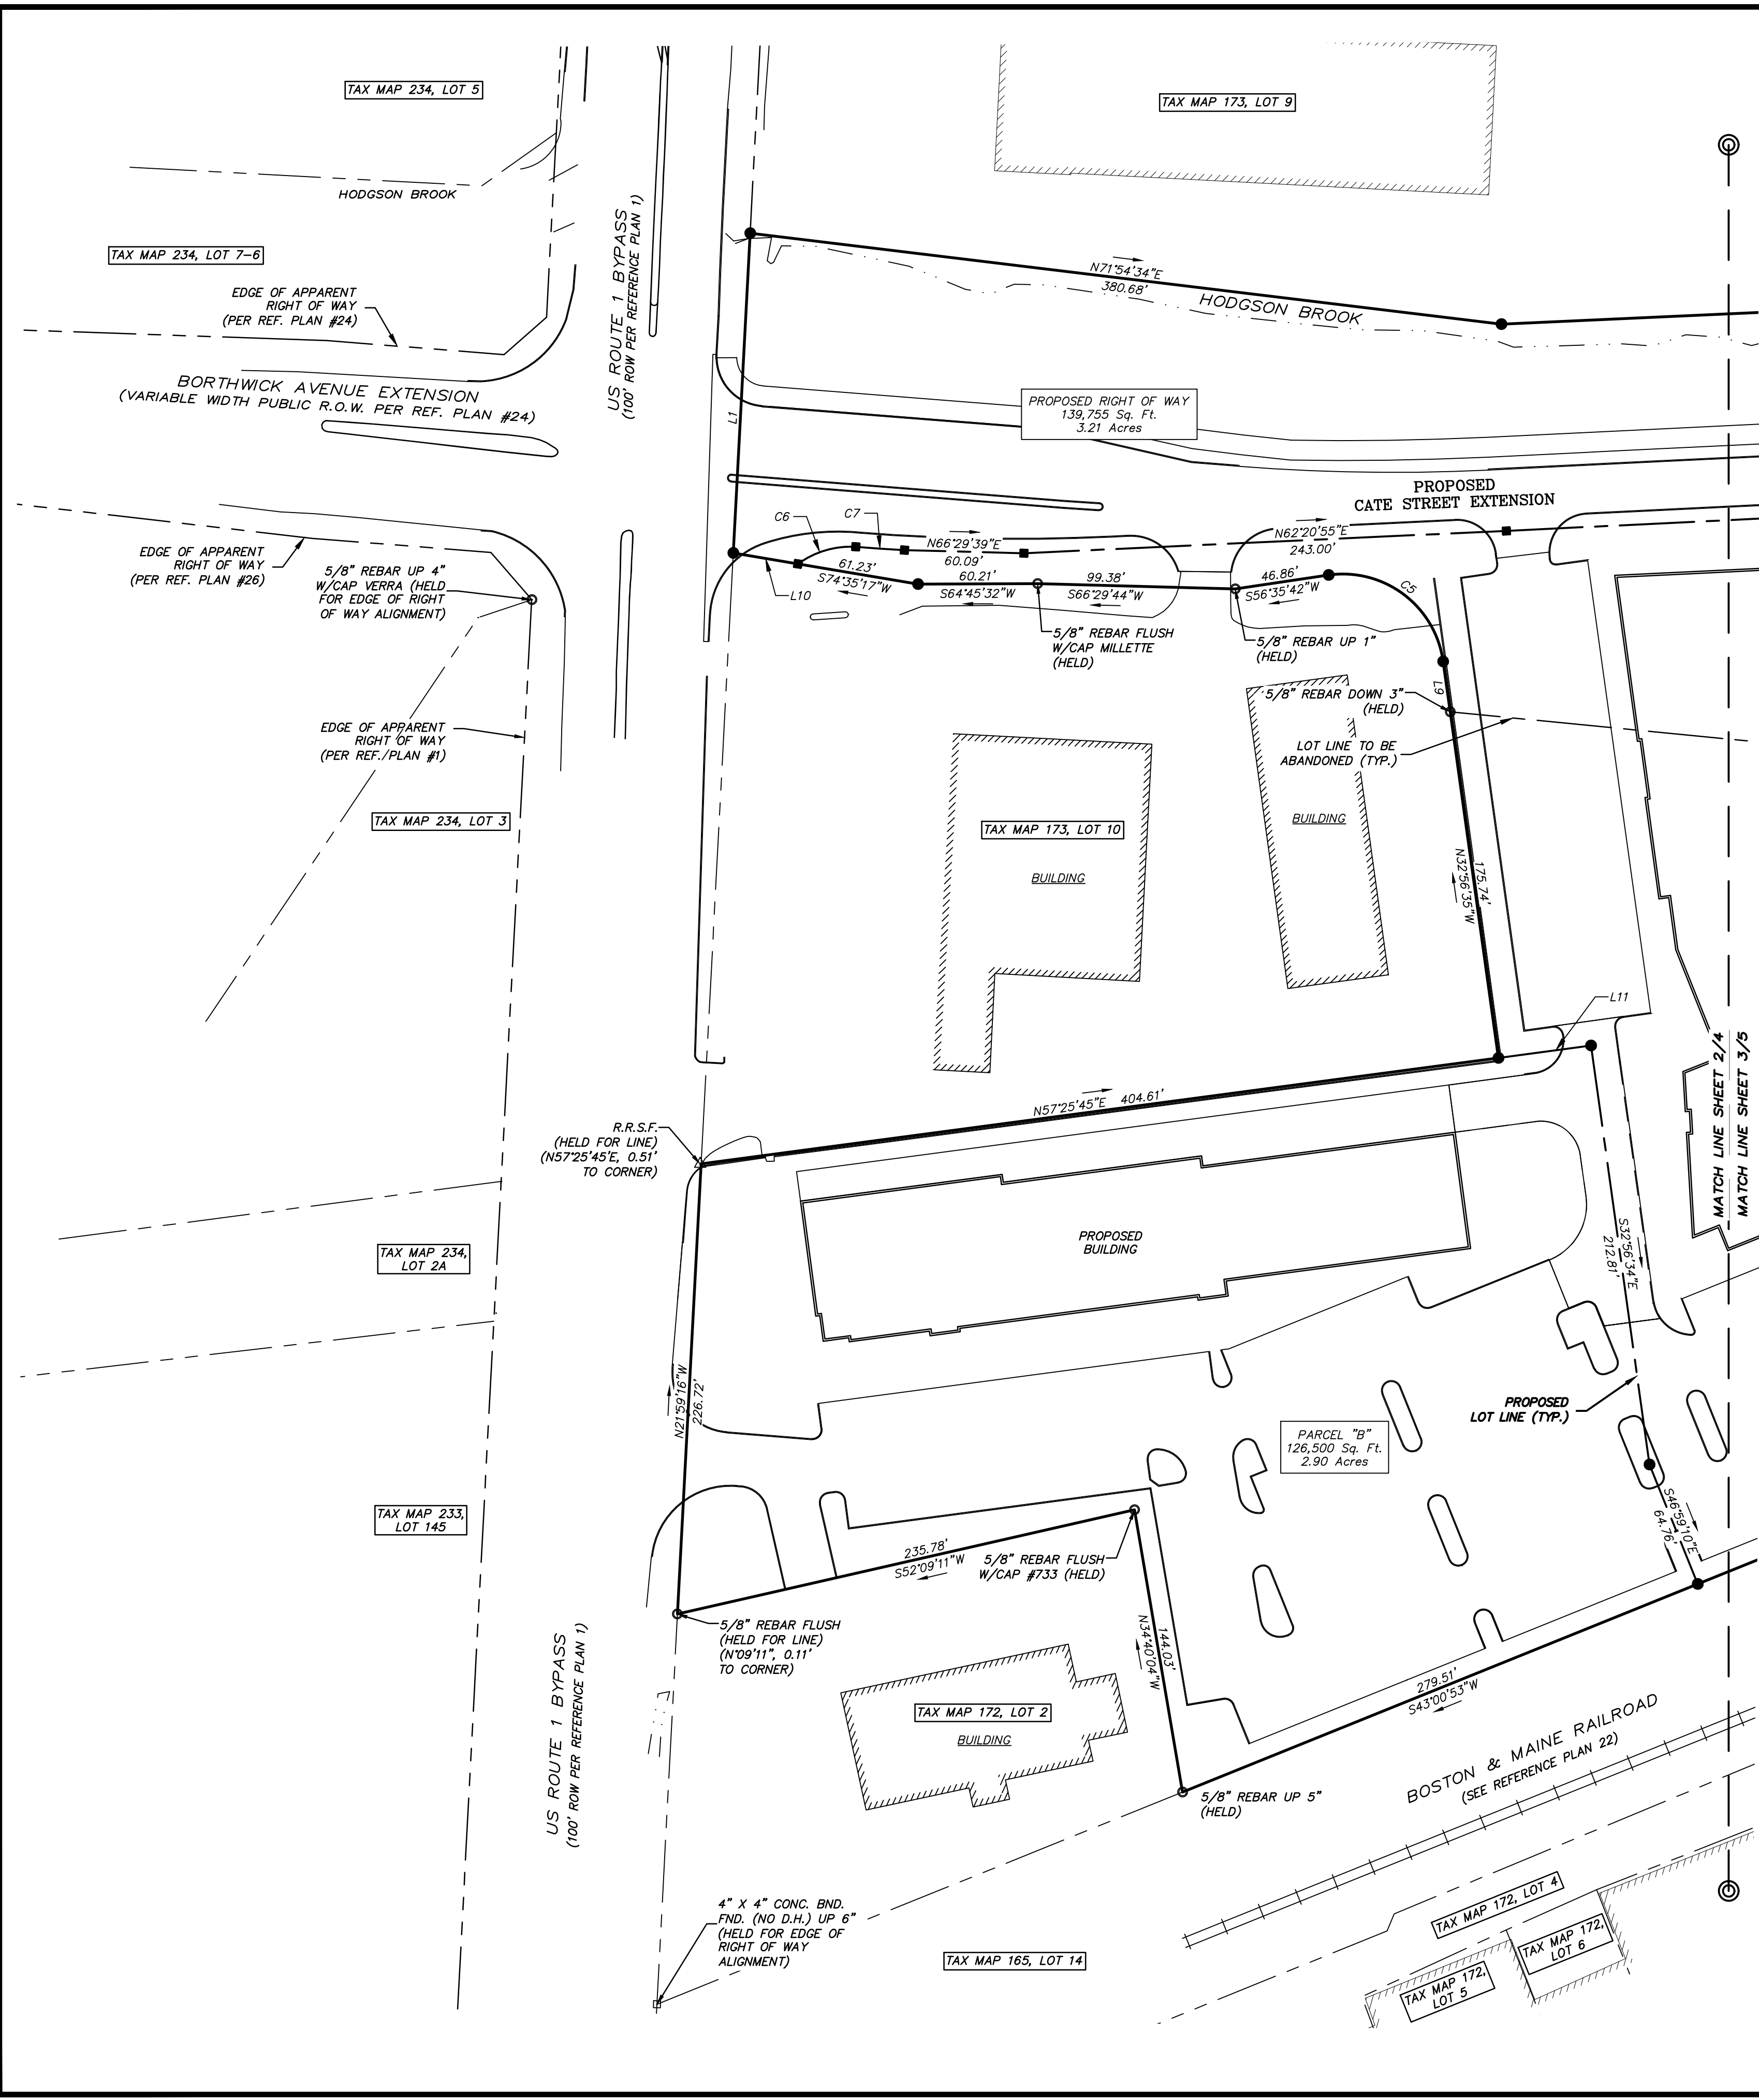 TAX MAP 234, LOT 5
TAX MAP 173, LOT 9
HODGSON BROOK
US ROUTE 1 BYPASS
(100' ROW PER REFERENCE PLAN 1)
TAX MAP 234, LOT 7-6
EDGE OF APPARENT
RIGHT OF WAY
(PER REF. PLAN #24)
N71°54'34"E
380.68'
HODGSON BROOK
BORTHWICK AVENUE EXTENSION
(VARIABLE WIDTH PUBLIC R.O.W. PER REF. PLAN #24)
L1
PROPOSED RIGHT OF WAY
139,755 Sq. Ft.
3.21 Acres
PROPOSED
CATE STREET EXTENSION
C6
C7
N66°29'39"E
60.09'
N62°20'55"E
243.00'
EDGE OF APPARENT
RIGHT OF WAY
(PER REF. PLAN #26)
5/8" REBAR UP 4"
W/CAP VERRA (HELD
FOR EDGE OF RIGHT
OF WAY ALIGNMENT)
61.23'
S74°35'17"W
L10
60.21'
S64°45'32"W
99.38'
S66°29'44"W
46.86'
S56°35'42"W
C5
5/8" REBAR FLUSH
W/CAP MILLETTE
(HELD)
5/8" REBAR UP 1"
(HELD)
L9
5/8" REBAR DOWN 3"
(HELD)
EDGE OF APPARENT
RIGHT OF WAY
(PER REF./PLAN #1)
LOT LINE TO BE
ABANDONED (TYP.)
TAX MAP 234, LOT 3
TAX MAP 173, LOT 10
BUILDING
BUILDING
175.74'
N32°56'35"W
L11
MATCH LINE SHEET 2/4
MATCH LINE SHEET 3/5
N57°25'45"E 404.61'
R.R.S.F.
(HELD FOR LINE)
(N57°25'45'E, 0.51'
TO CORNER)
PROPOSED
BUILDING
S32°56'34"E
212.81'
TAX MAP 234,
LOT 2A
N21°59'16"W
226.72'
PROPOSED
LOT LINE (TYP.)
PARCEL "B"
126,500 Sq. Ft.
2.90 Acres
TAX MAP 233,
LOT 145
S46°59'10"E
64.76'
235.78'
S52°09'11"W
5/8" REBAR FLUSH
W/CAP #733 (HELD)
5/8" REBAR FLUSH
(HELD FOR LINE)
(N°09'11", 0.11'
TO CORNER)
144.03'
N34°40'04"W
US ROUTE 1 BYPASS
(100' ROW PER REFERENCE PLAN 1)
TAX MAP 172, LOT 2
BUILDING
279.51'
S43°00'53"W
BOSTON & MAINE RAILROAD
(SEE REFERENCE PLAN 22)
5/8" REBAR UP 5"
(HELD)
4" X 4" CONC. BND.
FND. (NO D.H.) UP 6"
(HELD FOR EDGE OF
RIGHT OF WAY
ALIGNMENT)
TAX MAP 165, LOT 14
TAX MAP 172, LOT 4
TAX MAP 172,
LOT 6
TAX MAP 172,
LOT 5